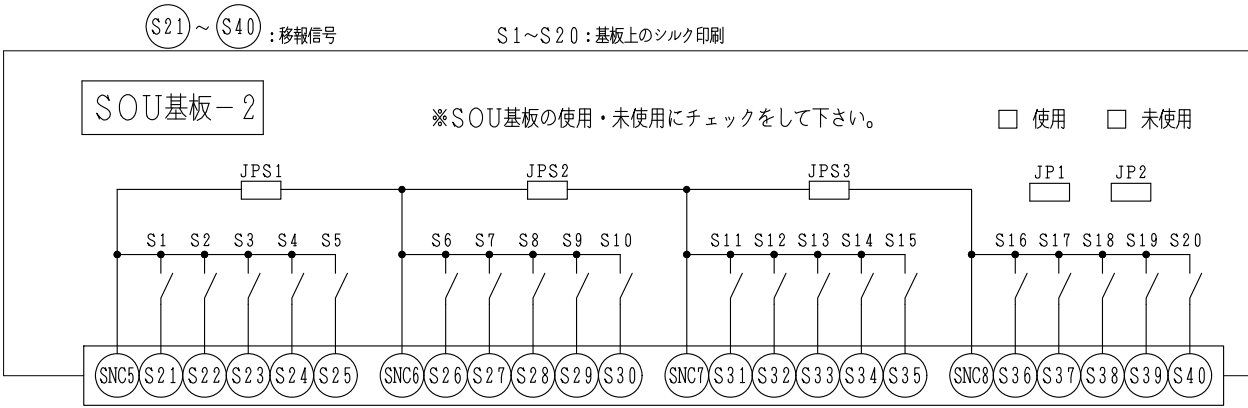 S21～S40：移報信号 S1～S20：基板上のシルク印刷
SOU基板－2
※SOU基板の使用・未使用にチェックをして下さい。 □ 使用 □ 未使用
JPS1 JPS2 JPS3 JP1 JP2
S1 S2 S3 S4 S5 S6 S7 S8 S9 S10 S11 S12 S13 S14 S15 S16 S17 S18 S19 S20
SNC5 S21 S22 S23 S24 S25 SNC6 S26 S27 S28 S29 S30 SNC7 S31 S32 S33 S34 S35 SNC8 S36 S37 S38 S39 S40